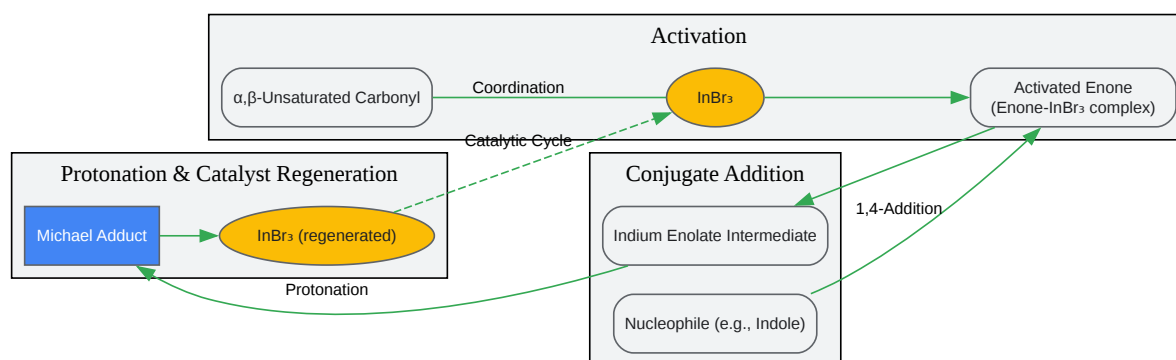 Activation
α,β-Unsaturated Carbonyl
Coordination
InBr₃
Activated Enone
(Enone-InBr₃ complex)
Catalytic Cycle
Protonation & Catalyst Regeneration
Michael Adduct
InBr₃ (regenerated)
Protonation
Conjugate Addition
1,4-Addition
Indium Enolate Intermediate
Nucleophile (e.g., Indole)